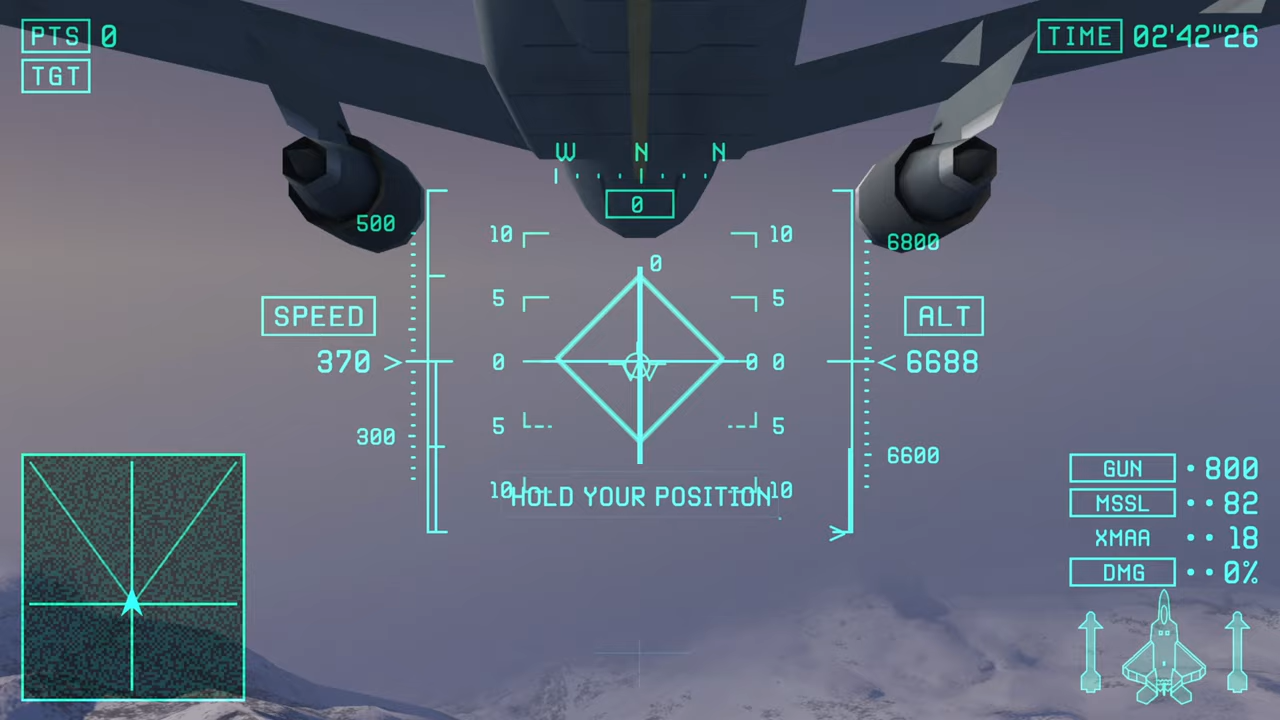 PTS 0
TIME 02'42"26
TGT
W N N
0
500
6800
10 10
0
5 5
SPEED
ALT
370 > 0 0 0 < 6688
5 5
300
6600
10 10
HOLD YOUR POSITION
GUN • 800
MSSL •• 82
XMAA •• 18
DMG •• 0%